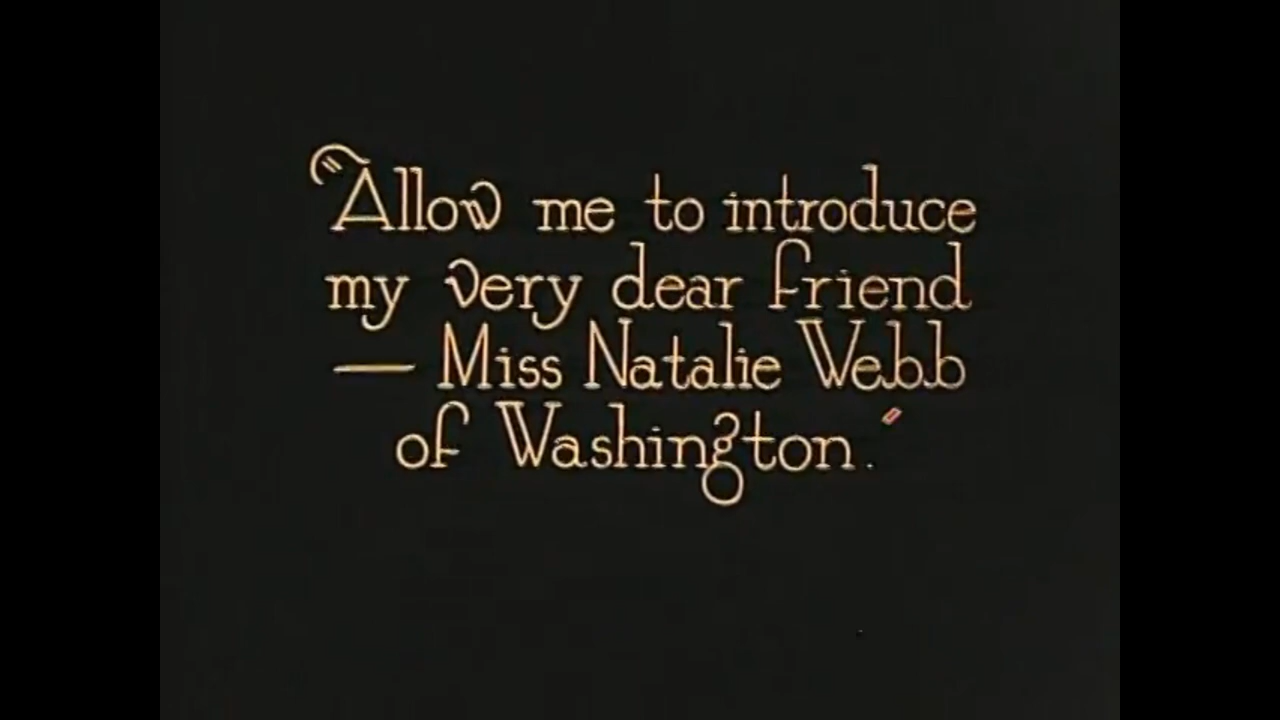 "Allow me to introduce
my very dear friend
— Miss Natalie Webb
of Washington."